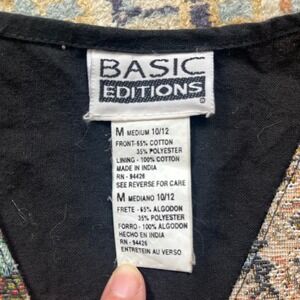 BASIC
EDITIONS
®
M MEDIUM 10/12
FRONT-65% COTTON
35% POLYESTER
LINING - 100% COTTON
MADE IN INDIA
RN - 94426
SEE REVERSE FOR CARE
M MEDIANO 10/12
FRETE - 65% ALGODON
35% POLYESTER
FORRO - 100% ALGODON
HECHO EN INDIA
RN - 94426
ENTRETEIN AU VERSO